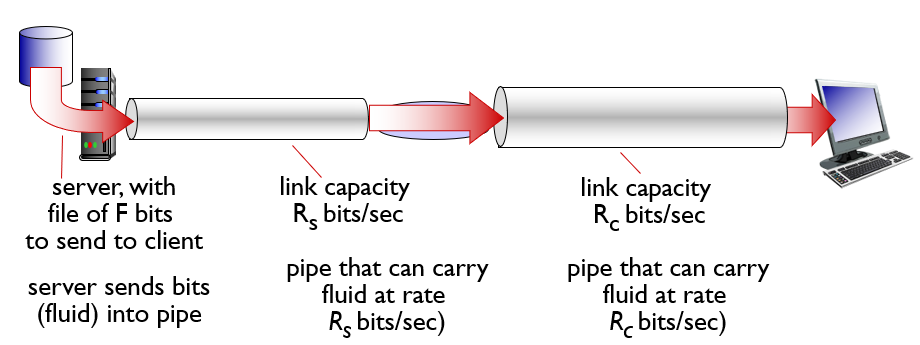 server, with
file of F bits
to send to client
server sends bits
(fluid) into pipe
link capacity
Rs bits/sec
pipe that can carry
fluid at rate
Rs bits/sec)
link capacity
Rc bits/sec
pipe that can carry
fluid at rate
Rc bits/sec)